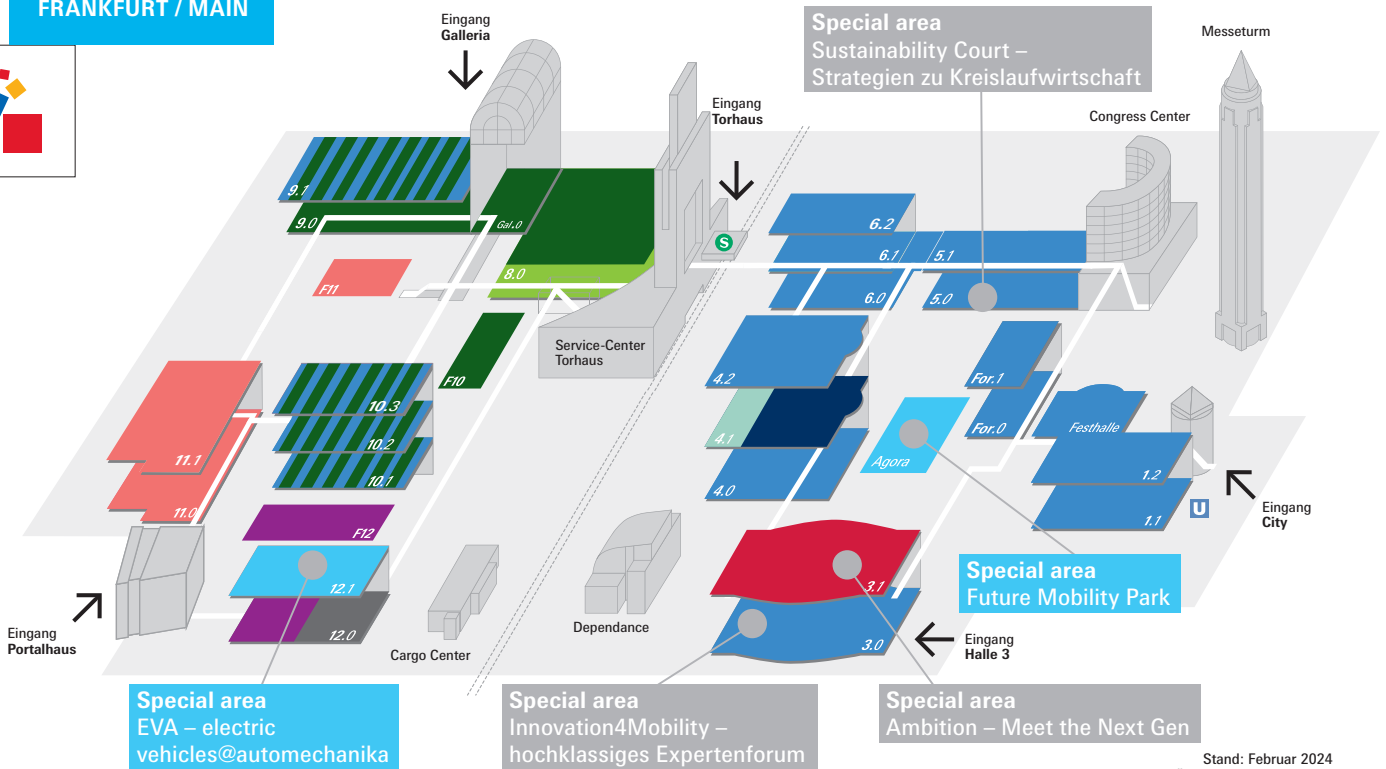 FRANKFURT / MAIN
Eingang
Galleria
Special area
Sustainability Court –
Strategien zu Kreislaufwirtschaft
Messeturm
Eingang
Torhaus
Congress Center
9.1
9.0
Gal.0
8.0
S
6.2
6.1
5.1
6.0
5.0
F11
F10
Service-Center
Torhaus
4.2
4.1
4.0
For.1
For.0
Agora
Festhalle
1.2
1.1
U
Eingang
City
11.1
11.0
10.3
10.2
10.1
F12
12.1
12.0
Eingang
Portalhaus
Cargo Center
Dependance
3.1
3.0
Eingang
Halle 3
Special area
Future Mobility Park
Special area
EVA – electric
vehicles@automechanika
Special area
Innovation4Mobility –
hochklassiges Expertenforum
Special area
Ambition – Meet the Next Gen
Stand: Februar 2024